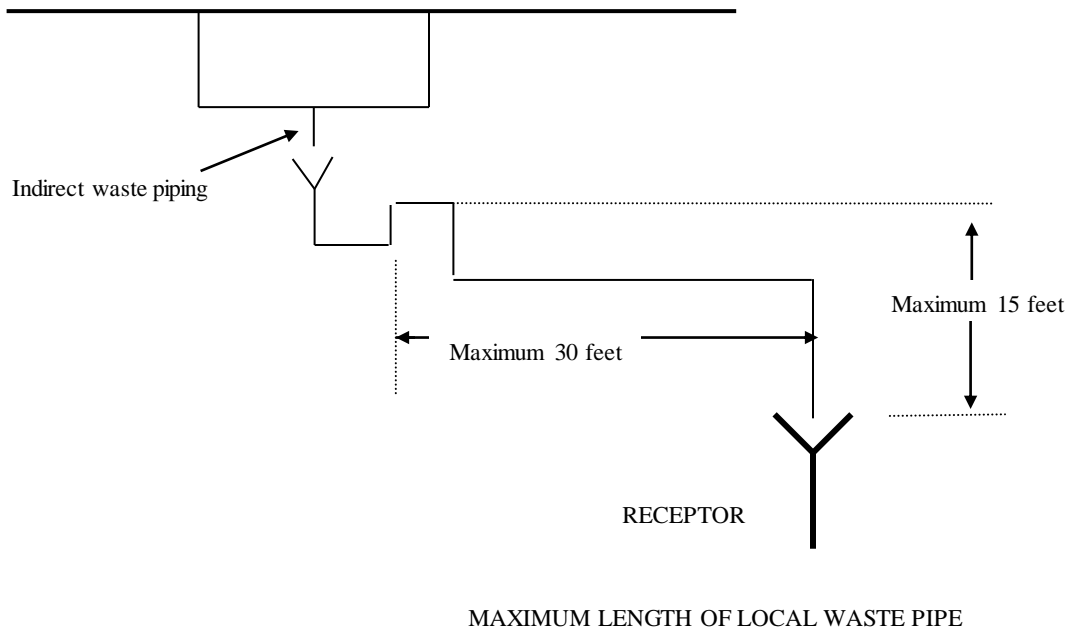 Indirect waste piping
Maximum 15 feet
Maximum 30 feet
RECEPTOR
MAXIMUM LENGTH OF LOCAL WASTE PIPE